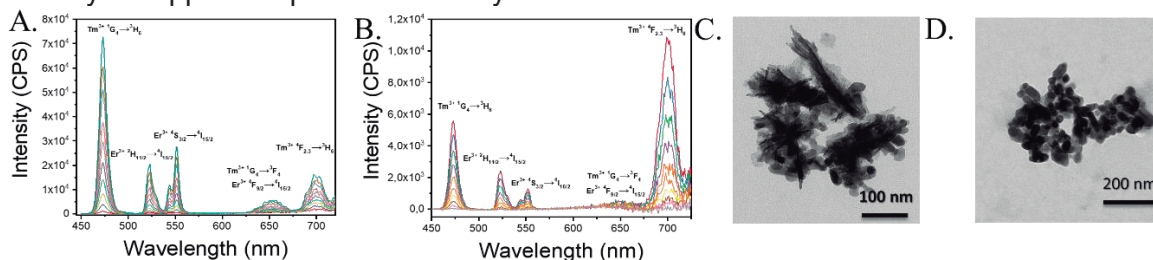 A.
Intensity (CPS)
8x10⁴
7x10⁴
6x10⁴
5x10⁴
4x10⁴
3x10⁴
2x10⁴
1x10⁴
0
Tm³⁺ ¹G₄→³H₆
Er³⁺ ²H₁₁/₂→⁴I₁₅/₂
Er³⁺ ⁴S₃/₂→⁴I₁₅/₂
Tm³⁺ ¹G₄→³F₄
Er³⁺ ⁴F₉/₂→⁴I₁₅/₂
Tm³⁺ ⁴F₂,₃→³H₆
450 500 550 600 650 700
Wavelength (nm)
B.
Intensity (CPS)
1,2x10⁴
1,0x10⁴
8,0x10³
6,0x10³
4,0x10³
2,0x10³
0,0
Tm³⁺ ¹G₄→³H₆
Er³⁺ ²H₁₁/₂→⁴I₁₅/₂
Er³⁺ ⁴S₃/₂→⁴I₁₅/₂
Tm³⁺ ¹G₄→³F₄
Er³⁺ ⁴F₉/₂→⁴I₁₅/₂
Tm³⁺ ⁴F₂,₃→³H₆
450 500 550 600 650 700
Wavelength (nm)
C.
100 nm
D.
200 nm